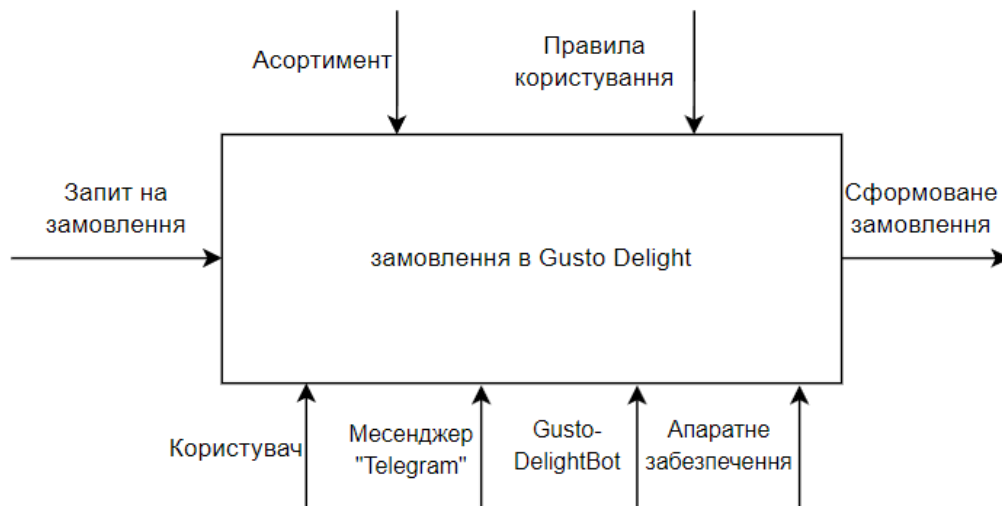 Асортимент
Правила
користування
Запит на
замовлення
замовлення в Gusto Delight
Сформоване
замовлення
Користувач
Месенджер
"Telegram"
Gusto-
DelightBot
Апаратне
забезпечення